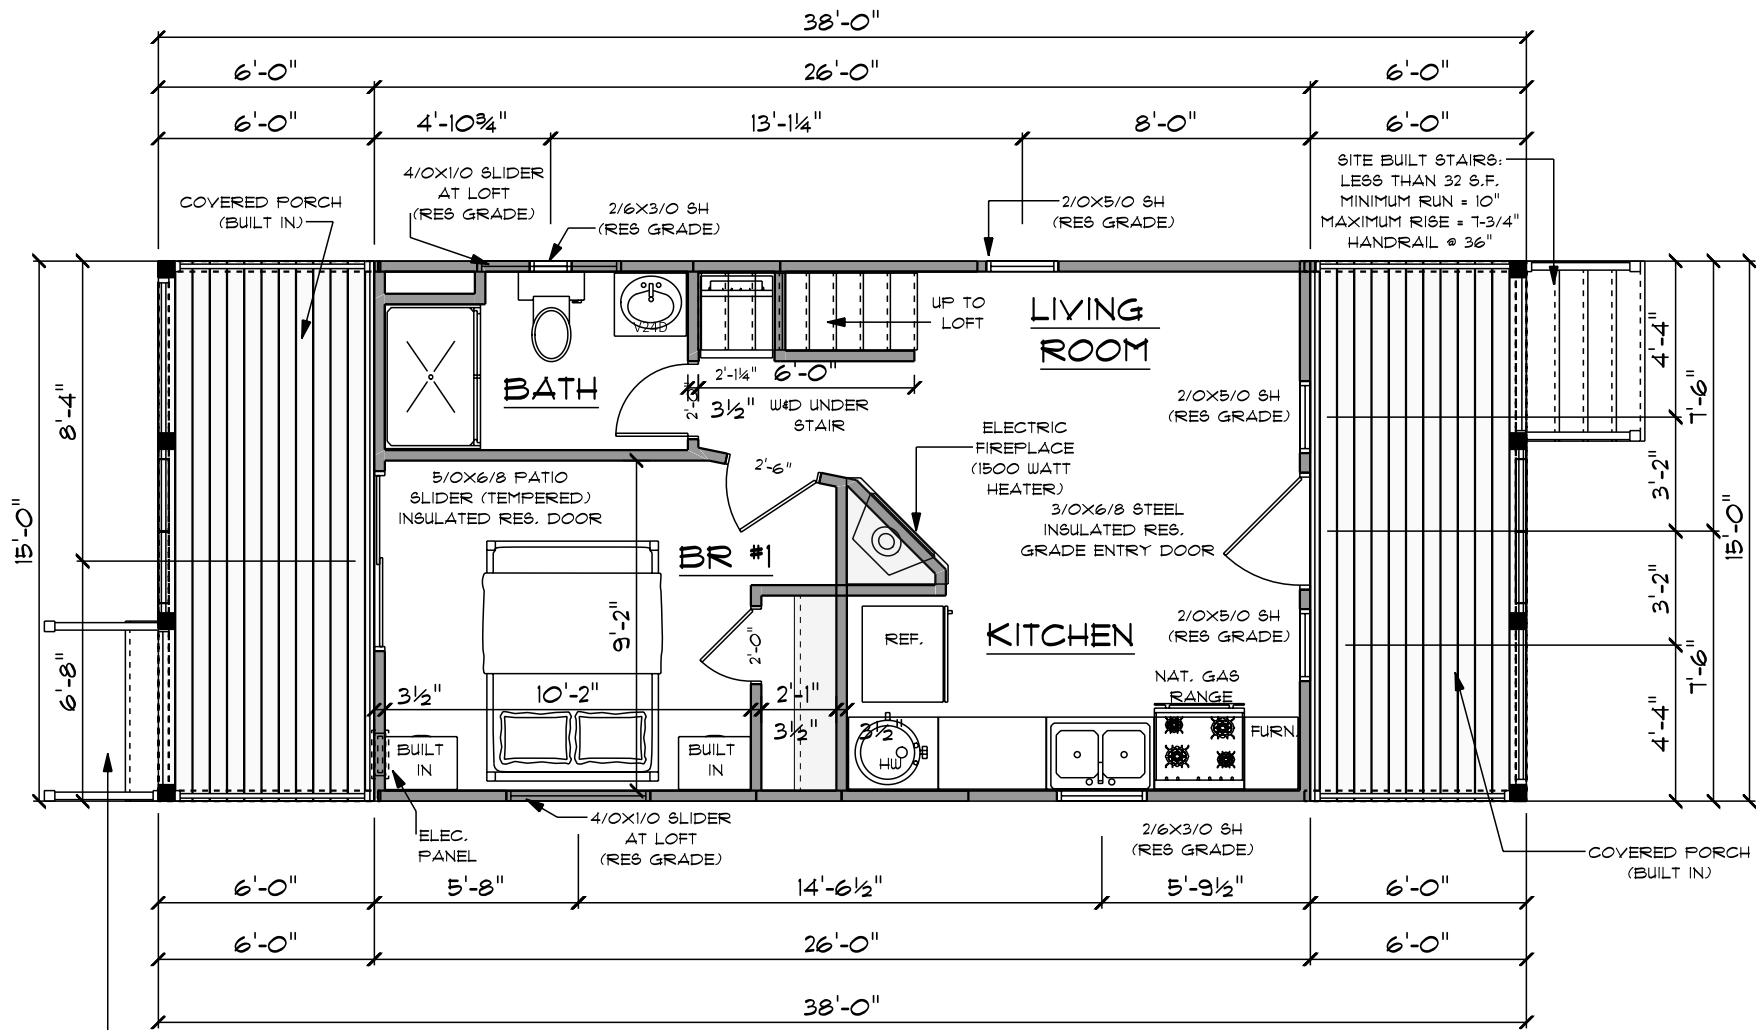 38'-0"
6'-0"
26'-0"
6'-0"
6'-0"
4'-10¾"
13'-1¼"
8'-0"
6'-0"
COVERED PORCH
(BUILT IN)
4/0X1/0 SLIDER
AT LOFT
(RES GRADE)
2/6X3/0 SH
(RES GRADE)
2/0X5/0 SH
(RES GRADE)
SITE BUILT STAIRS:
LESS THAN 32 S.F.
MINIMUM RUN = 10"
MAXIMUM RISE = 7-3/4"
HANDRAIL @ 36"
V24D
UP TO
LOFT
LIVING
ROOM
BATH
2'-0"
2'-1¼"
6'-0"
3½"
W&D UNDER
STAIR
2/0X5/0 SH
(RES GRADE)
4'-4"
7'-6"
8'-4"
15'-0"
ELECTRIC
FIREPLACE
(1500 WATT
HEATER)
2'-6"
5/0X6/8 PATIO
SLIDER (TEMPERED)
INSULATED RES. DOOR
3/0X6/8 STEEL
INSULATED RES.
GRADE ENTRY DOOR
3'-2"
15'-0"
BR #1
9'-2"
2'-0"
REF.
KITCHEN
2/0X5/0 SH
(RES GRADE)
3'-2"
7'-6"
6'-8"
3½"
10'-2"
2'-1"
3½"
3½"
NAT. GAS
RANGE
FURN.
4'-4"
BUILT
IN
BUILT
IN
HW
ELEC.
PANEL
4/0X1/0 SLIDER
AT LOFT
(RES GRADE)
2/6X3/0 SH
(RES GRADE)
COVERED PORCH
(BUILT IN)
6'-0"
5'-8"
14'-6½"
5'-9½"
6'-0"
6'-0"
26'-0"
6'-0"
38'-0"